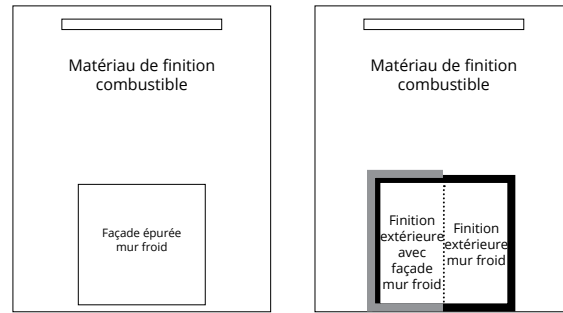 Matériau de finition
combustible
Façade épurée
mur froid
Matériau de finition
combustible
Finition
extérieure
avec
façade
mur froid
Finition
extérieure
mur froid